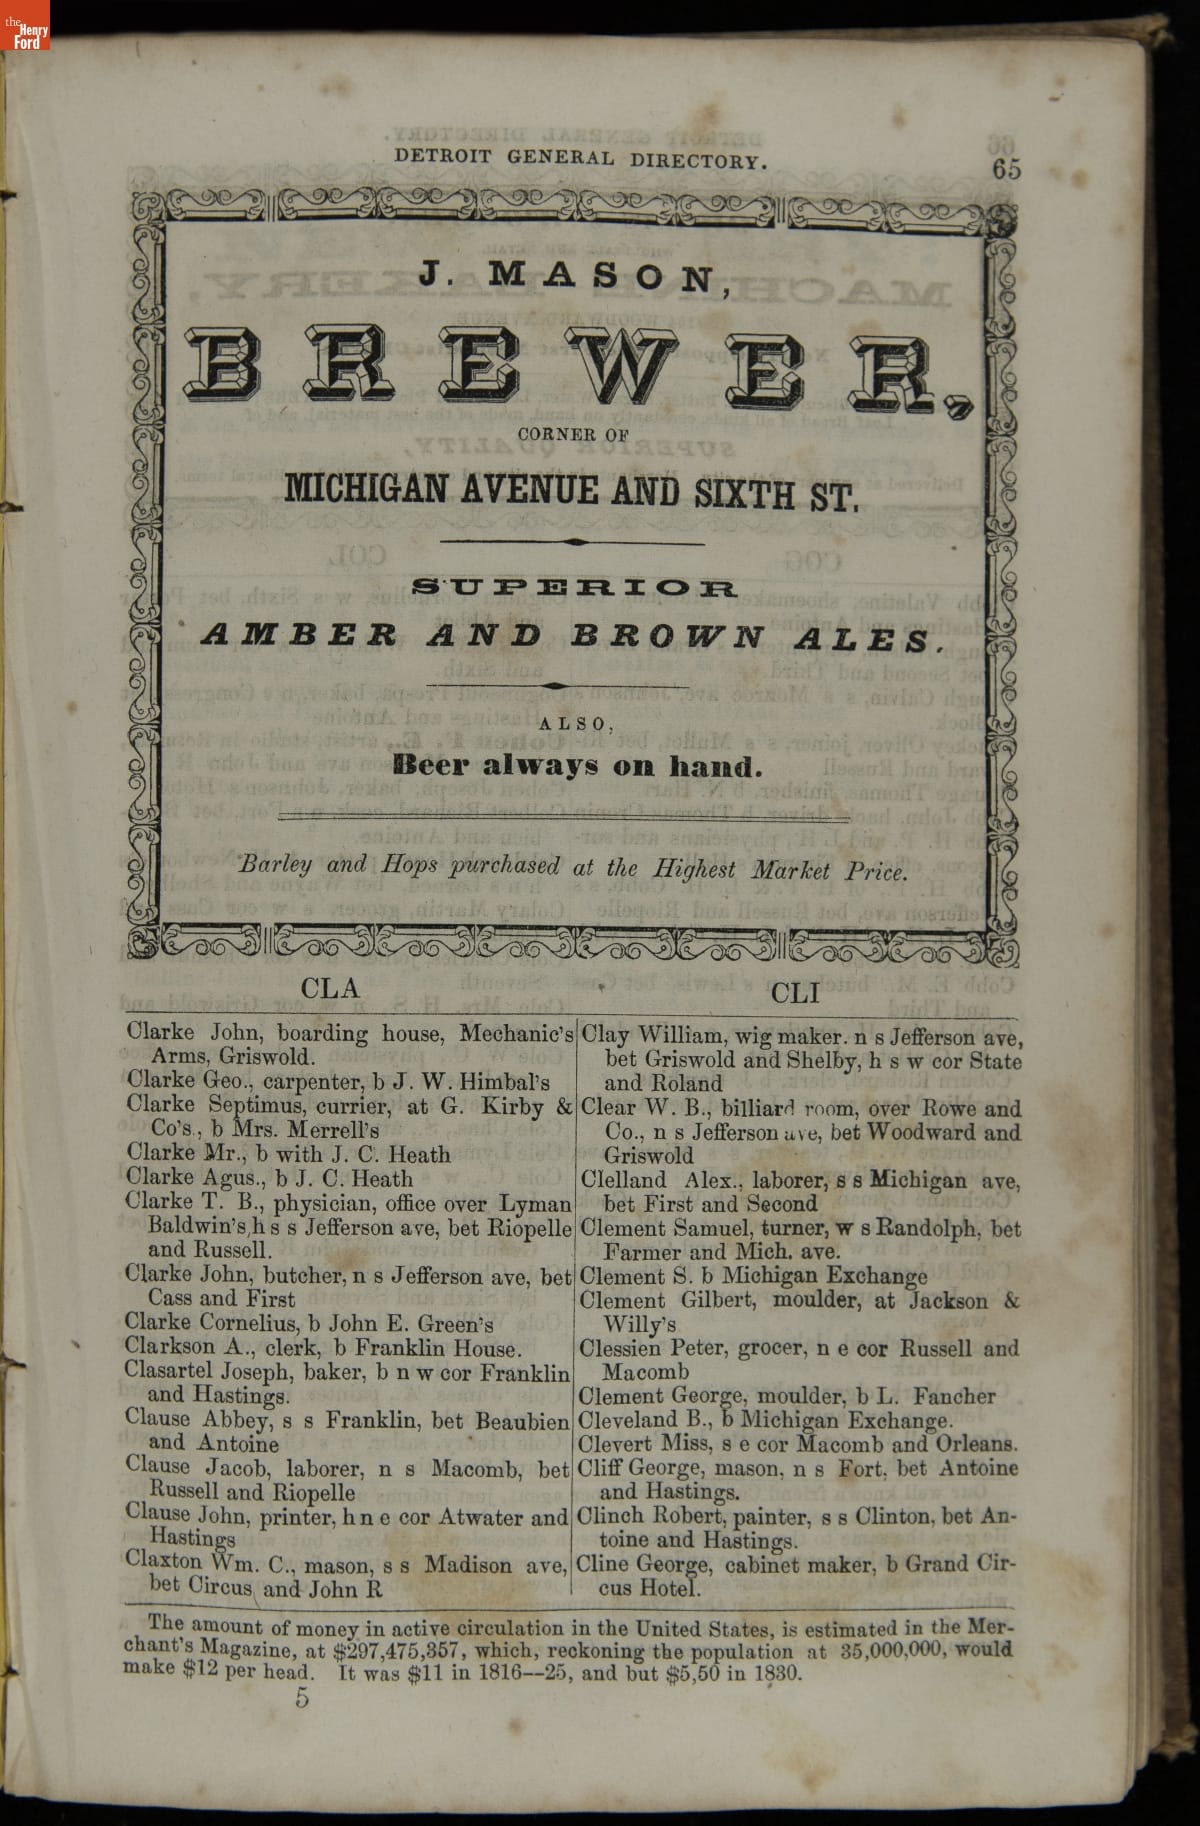 the
Henry
Ford
DETROIT GENERAL DIRECTORY.
65
J. MASON,
BREWER,
CORNER OF
MICHIGAN AVENUE AND SIXTH ST.
SUPERIOR
AMBER AND BROWN ALES.
ALSO,
Beer always on hand.
Barley and Hops purchased at the Highest Market Price.
CLA
Clarke John, boarding house, Mechanic's
Arms, Griswold.
Clarke Geo., carpenter, b J. W. Himbal's
Clarke Septimus, currier, at G. Kirby &
Co's., b Mrs. Merrell's
Clarke Mr., b with J. C. Heath
Clarke Agus., b J. C. Heath
Clarke T. B., physician, office over Lyman
Baldwin's, h s s Jefferson ave, bet Riopelle
and Russell.
Clarke John, butcher, n s Jefferson ave, bet
Cass and First
Clarke Cornelius, b John E. Green's
Clarkson A., clerk, b Franklin House.
Clasartel Joseph, baker, b n w cor Franklin
and Hastings.
Clause Abbey, s s Franklin, bet Beaubien
and Antoine
Clause Jacob, laborer, n s Macomb, bet
Russell and Riopelle
Clause John, printer, h n e cor Atwater and
Hastings
Claxton Wm. C., mason, s s Madison ave,
bet Circus and John R
CLI
Clay William, wig maker. n s Jefferson ave,
bet Griswold and Shelby, h s w cor State
and Roland
Clear W. B., billiard room, over Rowe and
Co., n s Jefferson ave, bet Woodward and
Griswold
Clelland Alex., laborer, s s Michigan ave,
bet First and Second
Clement Samuel, turner, w s Randolph, bet
Farmer and Mich. ave.
Clement S. b Michigan Exchange
Clement Gilbert, moulder, at Jackson &
Willy's
Clessien Peter, grocer, n e cor Russell and
Macomb
Clement George, moulder, b L. Fancher
Cleveland B., b Michigan Exchange.
Clevert Miss, s e cor Macomb and Orleans.
Cliff George, mason, n s Fort, bet Antoine
and Hastings.
Clinch Robert, painter, s s Clinton, bet An-
toine and Hastings.
Cline George, cabinet maker, b Grand Cir-
cus Hotel.
The amount of money in active circulation in the United States, is estimated in the Mer-
chant's Magazine, at $297,475,357, which, reckoning the population at 35,000,000, would
make $12 per head. It was $11 in 1816--25, and but $5,50 in 1830.
5